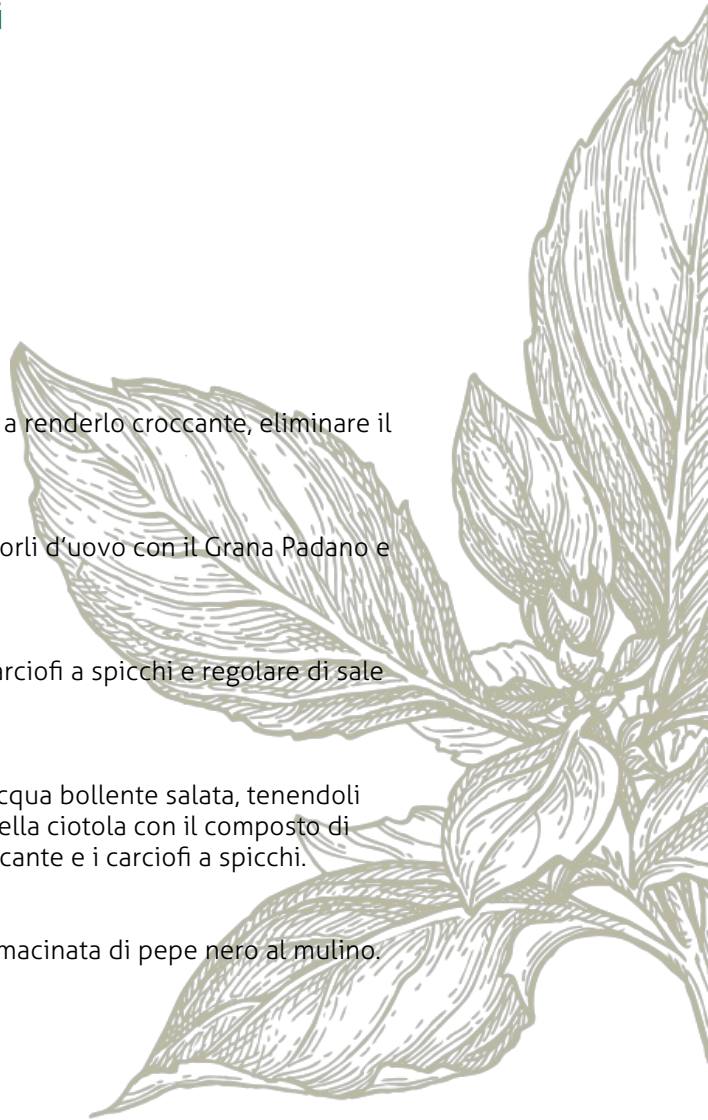 i
a renderlo croccante, eliminare il
orli d'uovo con il Grana Padano e
arciofi a spicchi e regolare di sale
cqua bollente salata, tenendoli
ella ciotola con il composto di
cante e i carciofi a spicchi.
macinata di pepe nero al mulino.